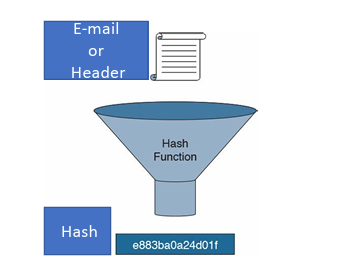 E-mail
or
Header
Hash
Function
Hash
e883ba0a24d01f